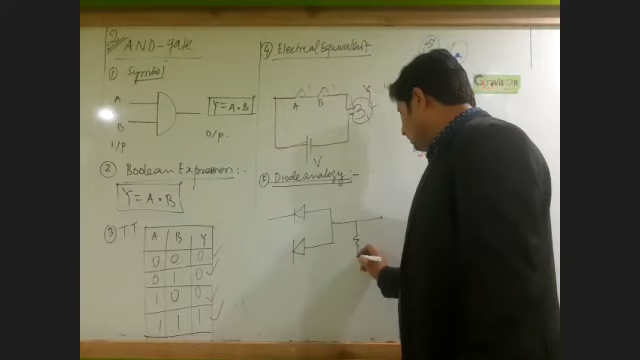 2 AND-gate
① Symbol
A
B
Y = A·B
I/P
O/P.
② Boolean Expression:-
Y = A·B
③ T.T
A B Y
0 0 0
0 1 0
1 0 0
1 1 1
④ Electrical Equivalent
A B
Y
V
⑤ Diode analogy:-
Graviton